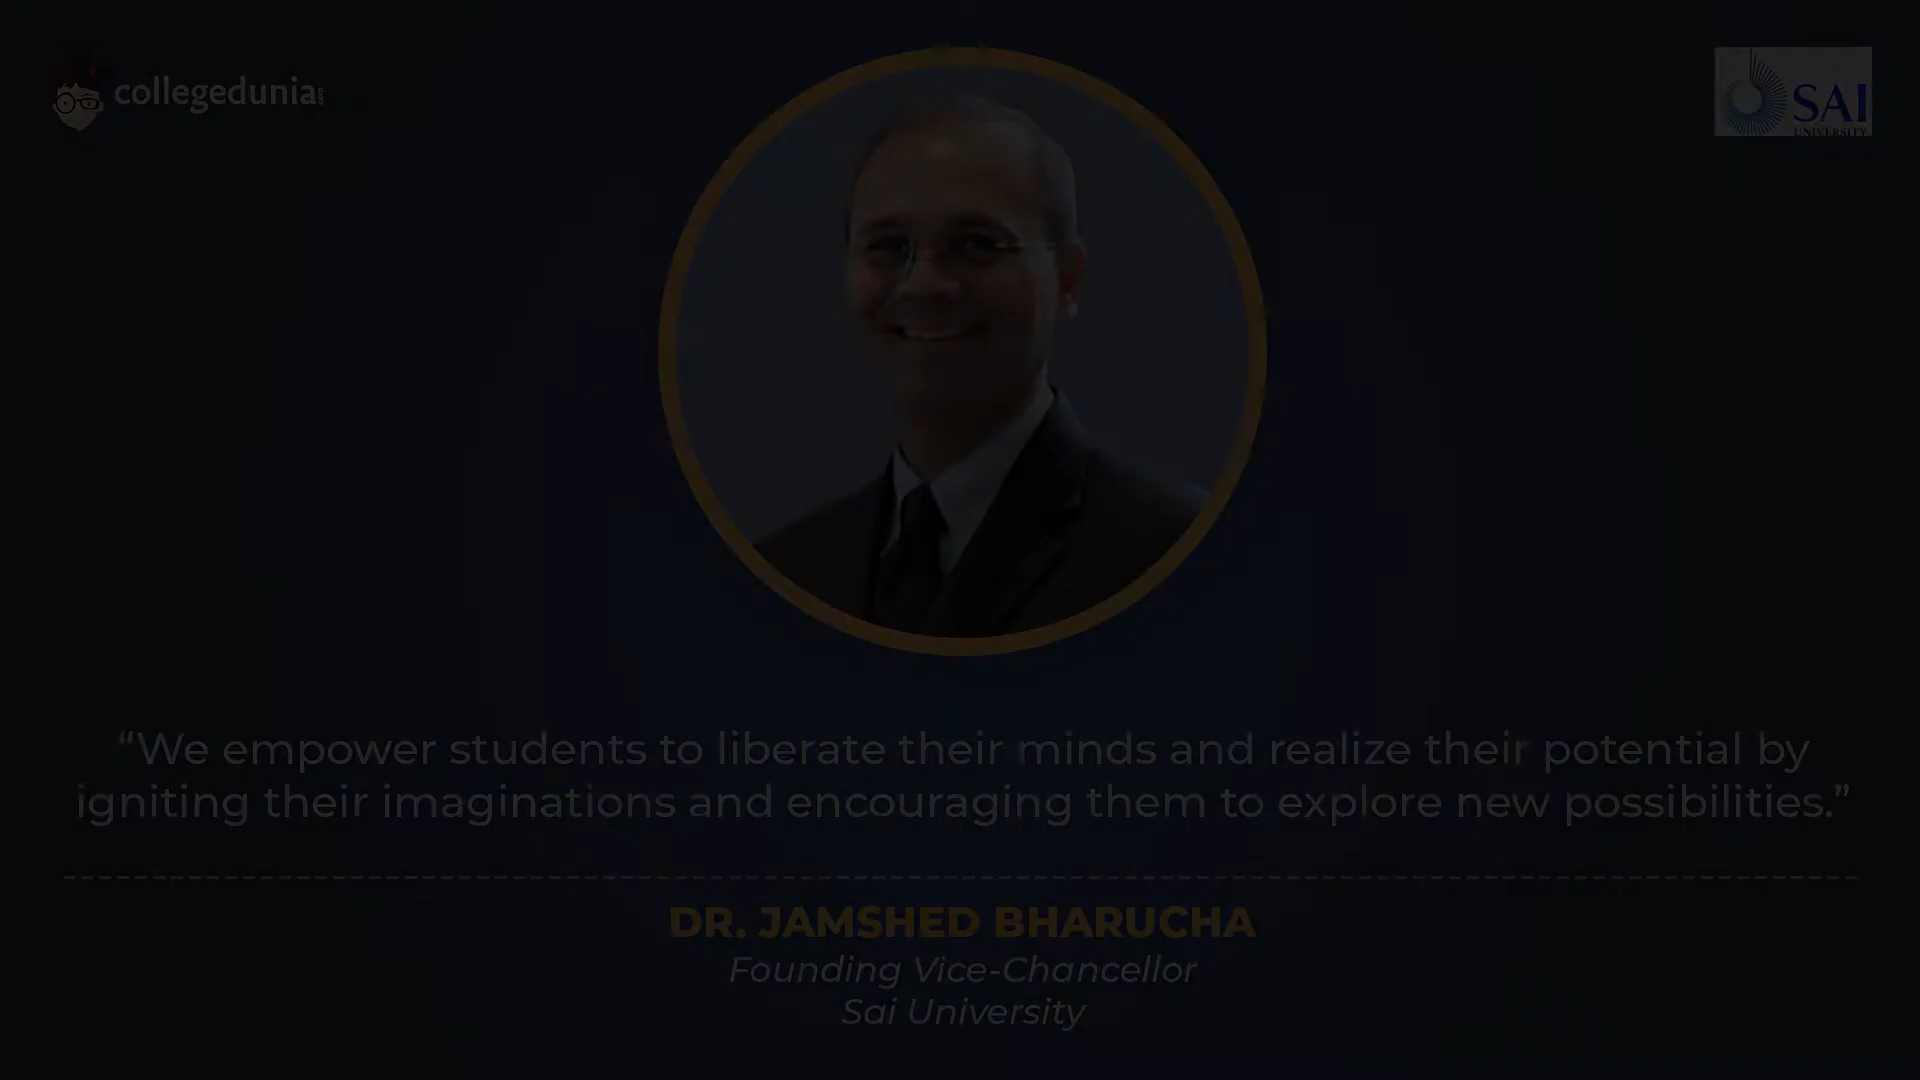 collegedunia
.com
SAI
UNIVERSITY
“We empower students to liberate their minds and realize their potential by
igniting their imaginations and encouraging them to explore new possibilities.”
DR. JAMSHED BHARUCHA
Founding Vice-Chancellor
Sai University